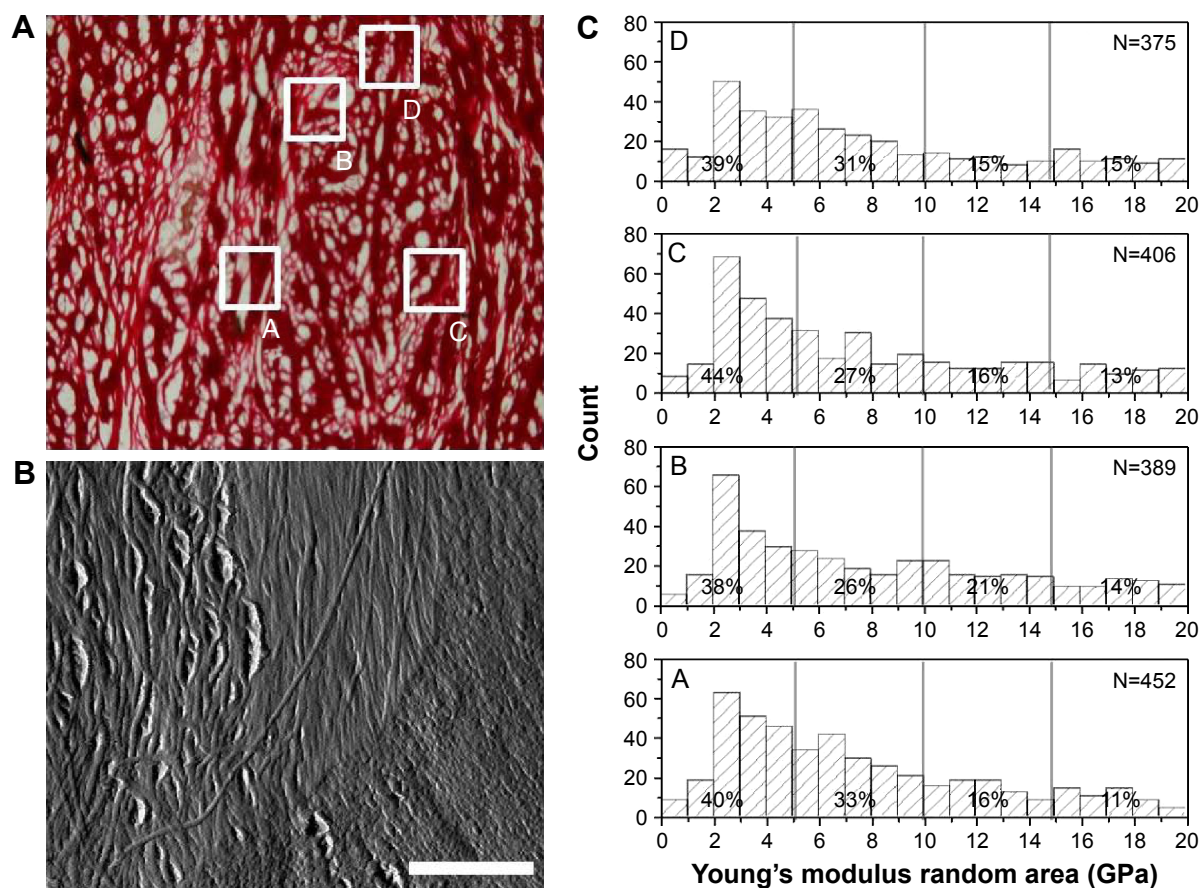 A
D
B
A
C
B
C
Count
80
60
40
20
0
D
N=375
39%
31%
15%
15%
0 2 4 6 8 10 12 14 16 18 20
80
60
40
20
0
C
N=406
44%
27%
16%
13%
0 2 4 6 8 10 12 14 16 18 20
80
60
40
20
0
B
N=389
38%
26%
21%
14%
0 2 4 6 8 10 12 14 16 18 20
80
60
40
20
0
A
N=452
40%
33%
16%
11%
0 2 4 6 8 10 12 14 16 18 20
Young's modulus random area (GPa)